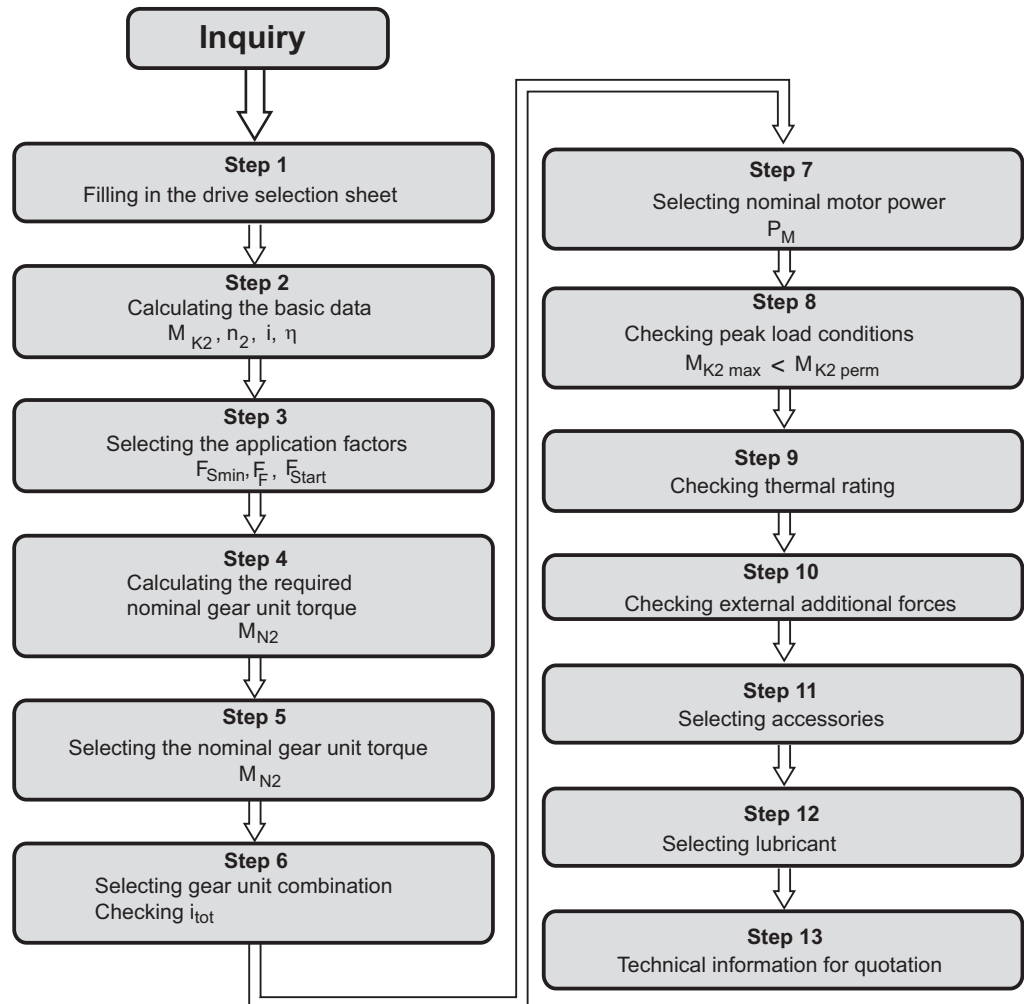 Inquiry
Step 1
Filling in the drive selection sheet
Step 2
Calculating the basic data
M K2 , n2 , i, η
Step 3
Selecting the application factors
FSmin, FF , FStart
Step 4
Calculating the required
nominal gear unit torque
MN2
Step 5
Selecting the nominal gear unit torque
MN2
Step 6
Selecting gear unit combination
Checking itot
Step 7
Selecting nominal motor power
PM
Step 8
Checking peak load conditions
MK2 max < MK2 perm
Step 9
Checking thermal rating
Step 10
Checking external additional forces
Step 11
Selecting accessories
Step 12
Selecting lubricant
Step 13
Technical information for quotation